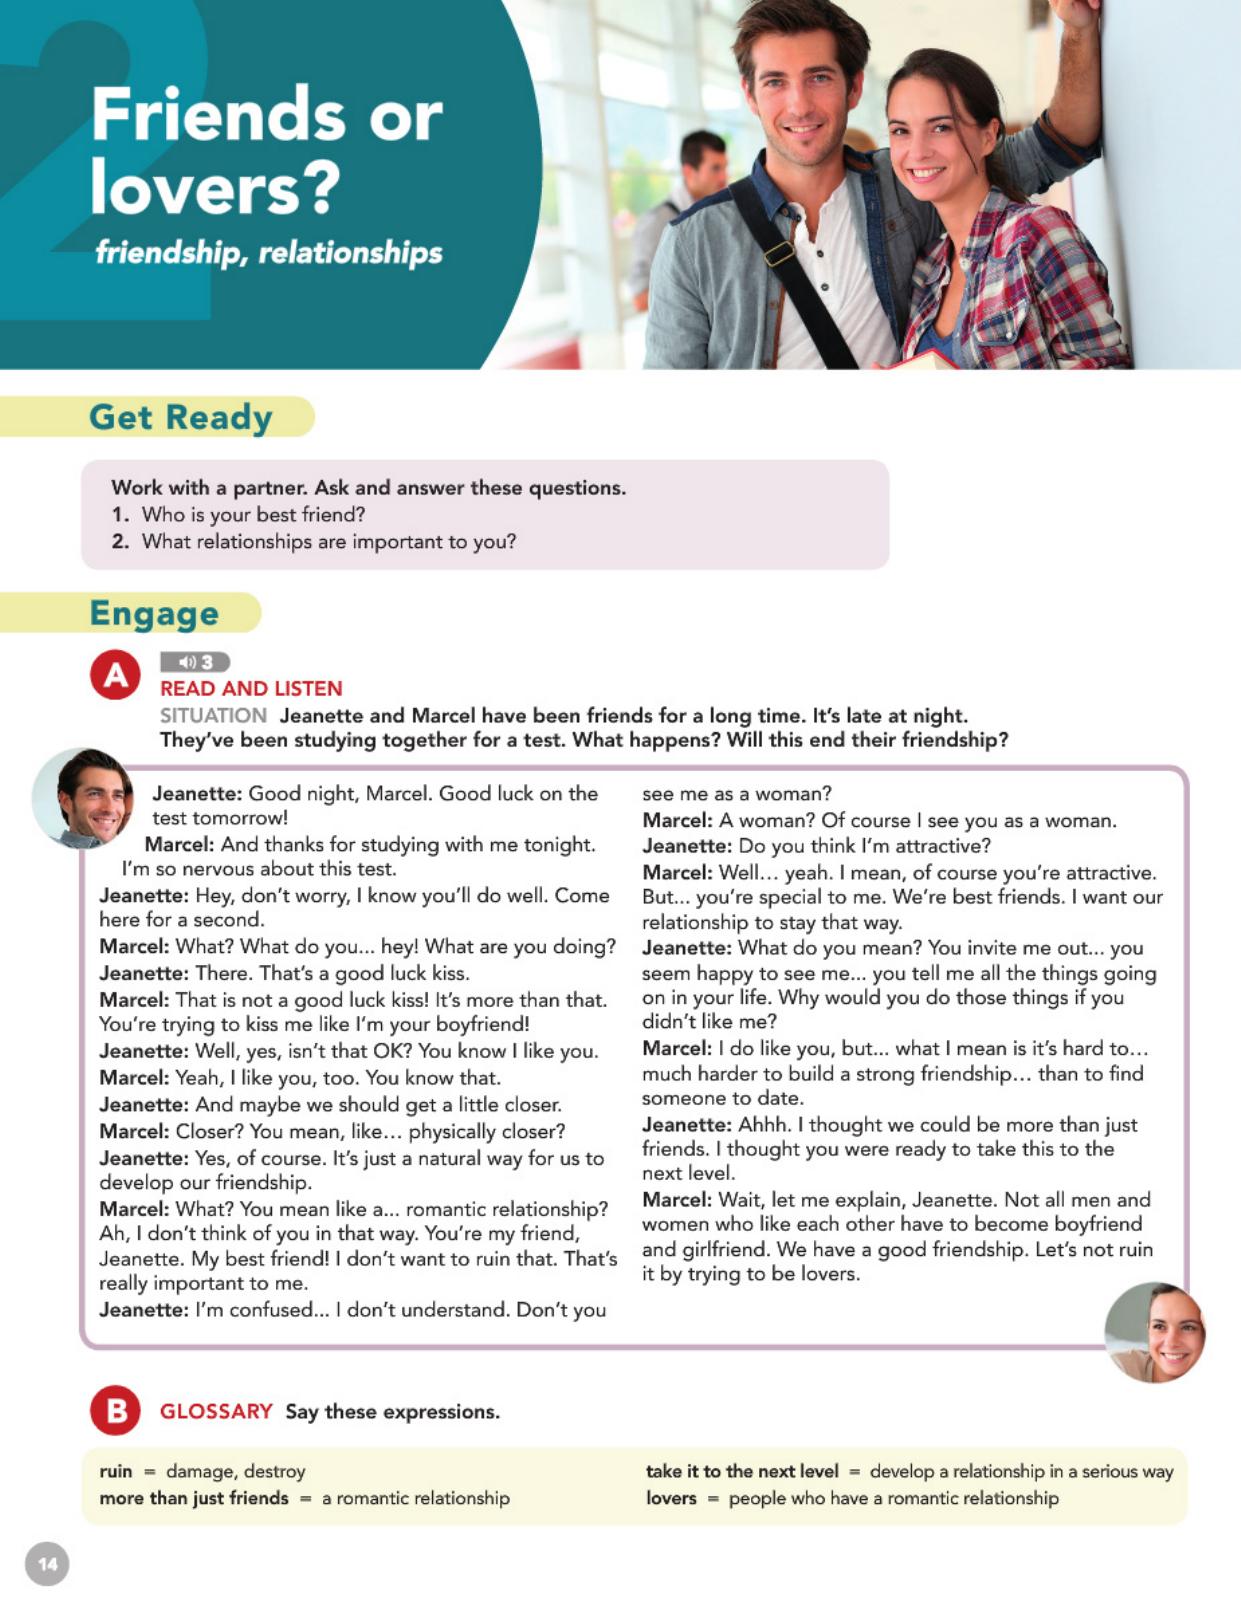 2
Friends or
lovers?
friendship, relationships
Get Ready
Work with a partner. Ask and answer these questions.
1. Who is your best friend?
2. What relationships are important to you?
Engage
A
3
READ AND LISTEN
SITUATION Jeanette and Marcel have been friends for a long time. It's late at night.
They've been studying together for a test. What happens? Will this end their friendship?
Jeanette: Good night, Marcel. Good luck on the
test tomorrow!
Marcel: And thanks for studying with me tonight.
I'm so nervous about this test.
Jeanette: Hey, don't worry, I know you'll do well. Come
here for a second.
Marcel: What? What do you... hey! What are you doing?
Jeanette: There. That's a good luck kiss.
Marcel: That is not a good luck kiss! It's more than that.
You're trying to kiss me like I'm your boyfriend!
Jeanette: Well, yes, isn't that OK? You know I like you.
Marcel: Yeah, I like you, too. You know that.
Jeanette: And maybe we should get a little closer.
Marcel: Closer? You mean, like... physically closer?
Jeanette: Yes, of course. It's just a natural way for us to
develop our friendship.
Marcel: What? You mean like a... romantic relationship?
Ah, I don't think of you in that way. You're my friend,
Jeanette. My best friend! I don't want to ruin that. That's
really important to me.
Jeanette: I'm confused... I don't understand. Don't you
see me as a woman?
Marcel: A woman? Of course I see you as a woman.
Jeanette: Do you think I'm attractive?
Marcel: Well... yeah. I mean, of course you're attractive.
But... you're special to me. We're best friends. I want our
relationship to stay that way.
Jeanette: What do you mean? You invite me out... you
seem happy to see me... you tell me all the things going
on in your life. Why would you do those things if you
didn't like me?
Marcel: I do like you, but... what I mean is it's hard to...
much harder to build a strong friendship... than to find
someone to date.
Jeanette: Ahhh. I thought we could be more than just
friends. I thought you were ready to take this to the
next level.
Marcel: Wait, let me explain, Jeanette. Not all men and
women who like each other have to become boyfriend
and girlfriend. We have a good friendship. Let's not ruin
it by trying to be lovers.
B
GLOSSARY Say these expressions.
ruin = damage, destroy
more than just friends = a romantic relationship
take it to the next level = develop a relationship in a serious way
lovers = people who have a romantic relationship
14